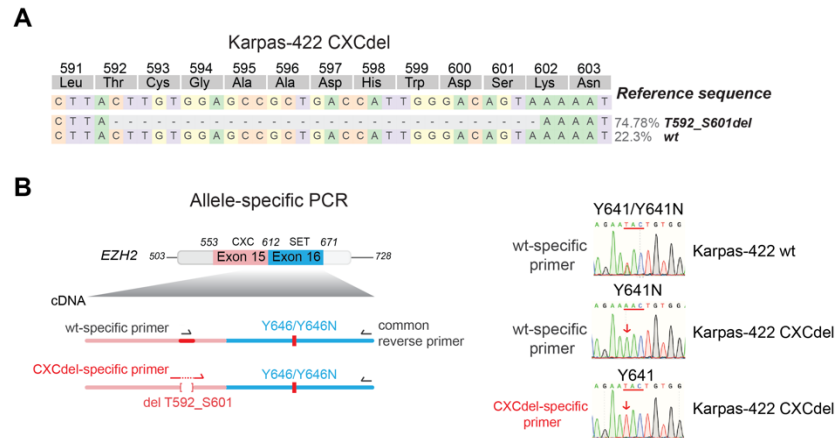 A
Karpas-422 CXCdel
591 592 593 594 595 596 597 598 599 600 601 602 603
Leu Thr Cys Gly Ala Ala Asp His Trp Asp Ser Lys Asn
Reference sequence
C T T A C T T G T G G A G C C G C T G A C C A T T G G G A C A G T A A A A A T
C T T A - - - - - - - - - - - - - - - - - - - - - - - - - - - - - - A A A A T 74.78% T592_S601del
C T T A C T T G T G G A G C C G C T G A C C A T T G G G A C A G T A A A A A T 22.3% wt
B
Allele-specific PCR
553 CXC 612 SET 671
EZH2 503 Exon 15 Exon 16 728
cDNA
wt-specific primer
Y646/Y646N
common
reverse primer
CXCdel-specific primer
Y646/Y646N
del T592_S601
Y641/Y641N
A G A A T A C T G T G G
wt-specific
primer
Karpas-422 wt
Y641N
A G A A A A C T G T G G
wt-specific
primer
Karpas-422 CXCdel
Y641
A G A A T A C T G T G G
CXCdel-specific
primer
Karpas-422 CXCdel